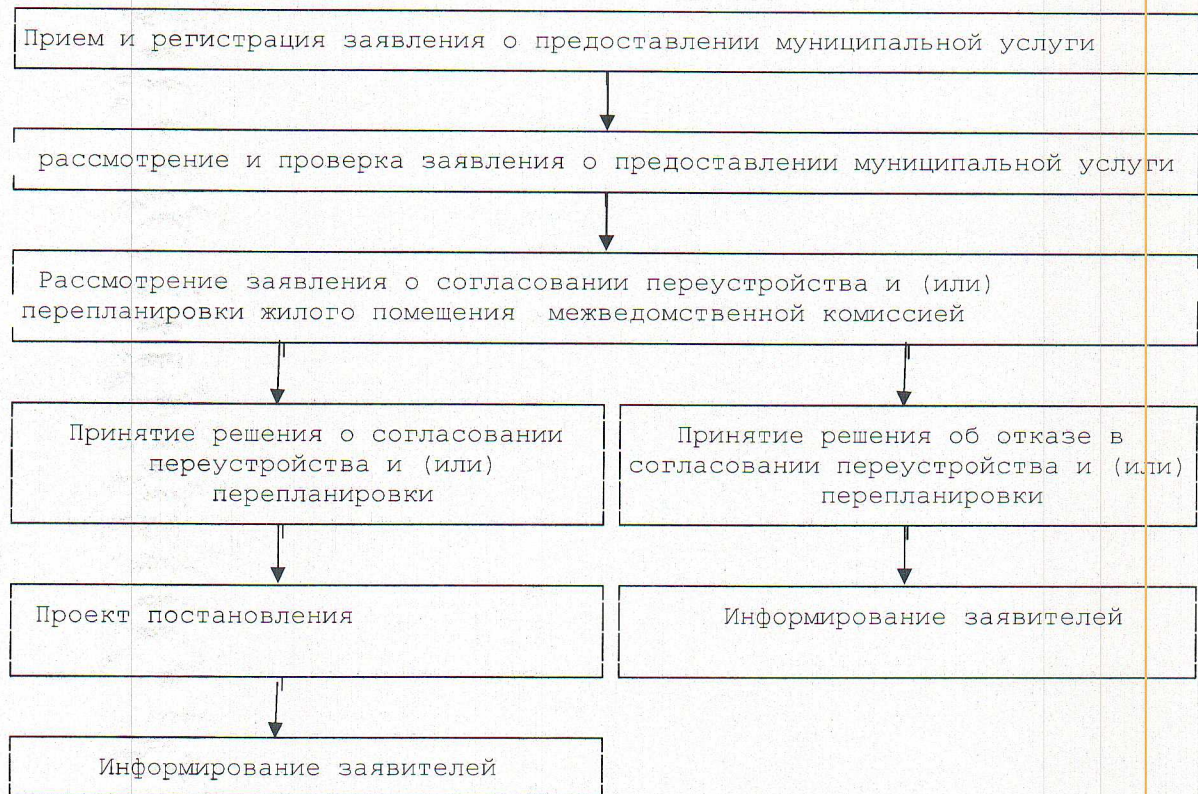 Прием и регистрация заявления о предоставлении муниципальной услуги
рассмотрение и проверка заявления о предоставлении муниципальной услуги
Рассмотрение заявления о согласовании переустройства и (или)
перепланировки жилого помещения межведомственной комиссией
Принятие решения о согласовании
переустройства и (или)
перепланировки
Принятие решения об отказе в
согласовании переустройства и (или)
перепланировки
Проект постановления
Информирование заявителей
Информирование заявителей